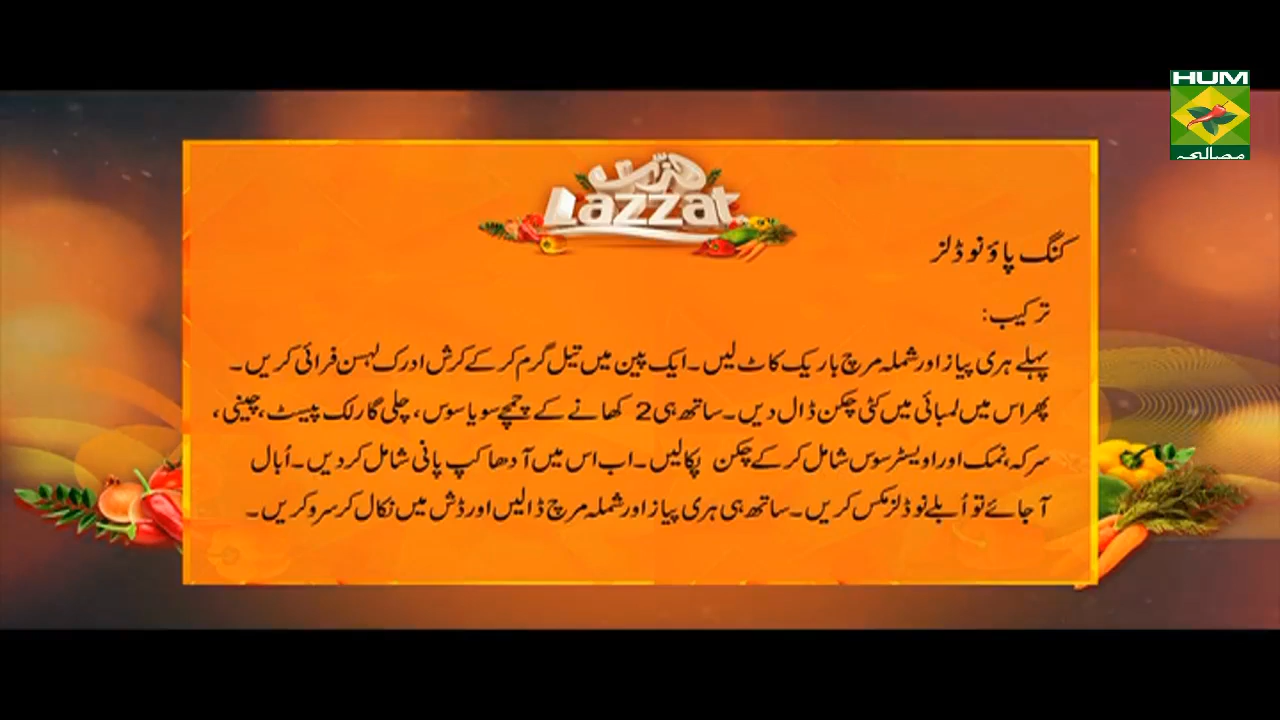 HUM
مصالحہ
لذّت
Lazzat
کنگ پاؤ نوڈلز
ترکیب:
پہلے ہری پیاز اور شملہ مرچ باریک کاٹ لیں۔ ایک پین میں تیل گرم کر کے کرش ادرک لہسن فرائی کریں۔
پھر اس میں لمبائی میں کٹی چکن ڈال دیں۔ ساتھ ہی 2 کھانے کے چمچے سویا سوس، چلی گارلک پیسٹ، چینی،
سرکہ، نمک اور اویسٹر سوس شامل کر کے چکن پکا لیں۔ اب اس میں آدھا کپ پانی شامل کر دیں۔ اُبال
آ جائے تو اُبلے نوڈلز مکس کریں۔ ساتھ ہی ہری پیاز اور شملہ مرچ ڈالیں اور ڈش میں نکال کر سرو کریں۔